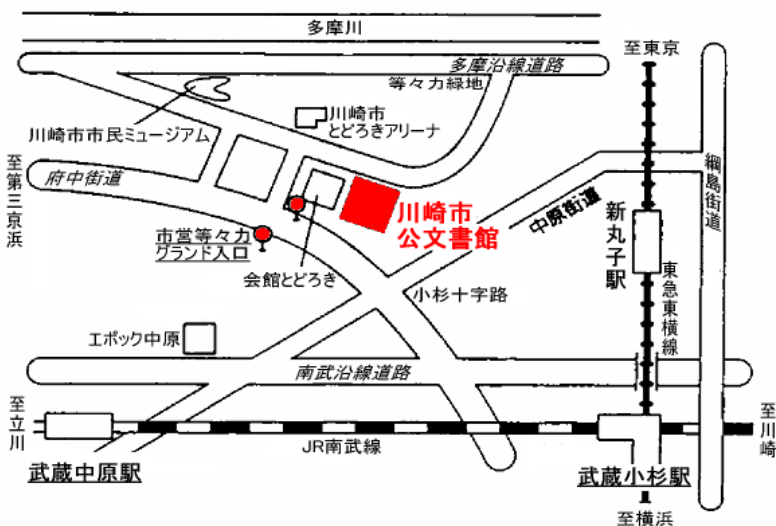 多摩川
至東京
多摩沿線道路
等々力緑地
川崎市
とどろきアリーナ
川崎市市民ミュージアム
至第三京浜
府中街道
綱島街道
中原街道
川崎市
公文書館
新丸子駅
市営等々力
グランド入口
会館とどろき
小杉十字路
東急東横線
エポック中原
南武沿線道路
至立川
至川崎
JR南武線
武蔵中原駅
武蔵小杉駅
至横浜